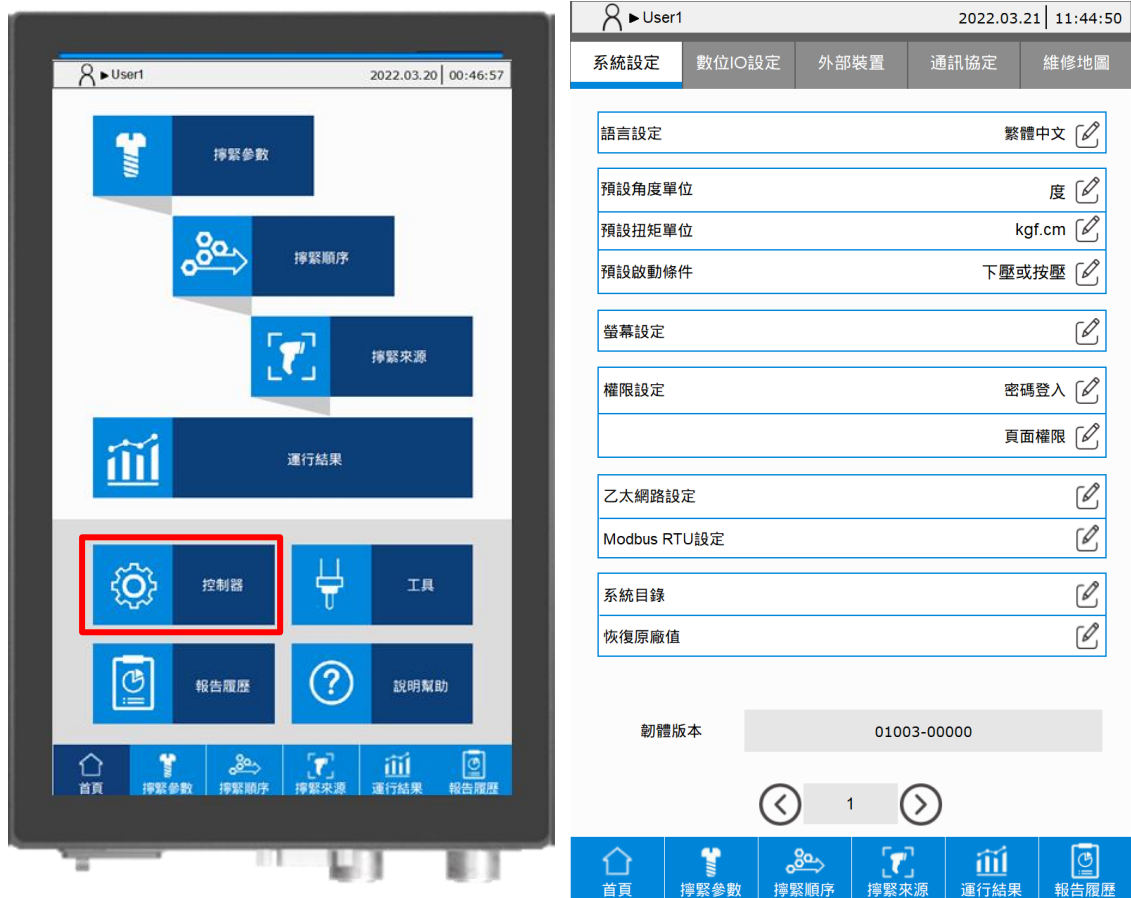 ►User1
2022.03.20 00:46:57
擰緊參數
擰緊順序
擰緊來源
運行結果
控制器
工具
報告履歷
説明幫助
首頁 擰緊參數 擰緊順序 擰緊來源 運行結果 報告履歷
►User1
2022.03.21 11:44:50
系統設定 數位IO設定 外部裝置 通訊協定 維修地圖
語言設定 繁體中文
預設角度單位 度
預設扭矩單位 kgf.cm
預設啟動條件 下壓或按壓
螢幕設定
權限設定 密碼登入
頁面權限
乙太網路設定
Modbus RTU設定
系統目錄
恢復原廠值
韌體版本 01003-00000
1
首頁 擰緊參數 擰緊順序 擰緊來源 運行結果 報告履歷